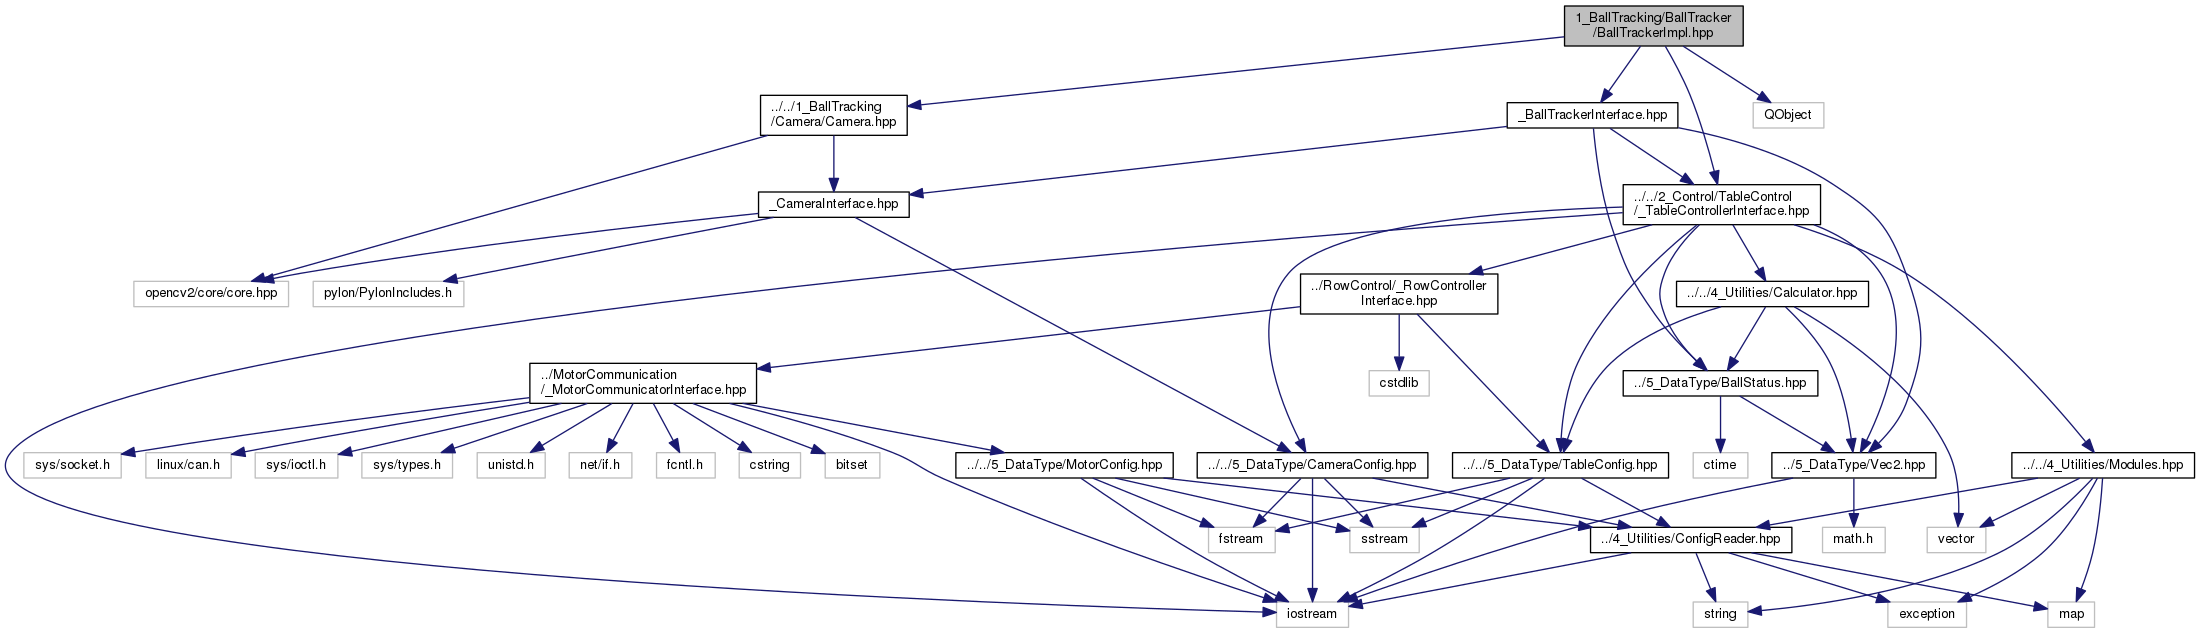 1_BallTracking/BallTracker
/BallTrackerImpl.hpp
../../1_BallTracking
/Camera/Camera.hpp
_BallTrackerInterface.hpp
QObject
_CameraInterface.hpp
../../2_Control/TableControl
/_TableControllerInterface.hpp
opencv2/core/core.hpp
pylon/PylonIncludes.h
../RowControl/_RowController
Interface.hpp
../../4_Utilities/Calculator.hpp
../MotorCommunication
/_MotorCommunicatorInterface.hpp
cstdlib
../5_DataType/BallStatus.hpp
sys/socket.h
linux/can.h
sys/ioctl.h
sys/types.h
unistd.h
net/if.h
fcntl.h
cstring
bitset
../../5_DataType/MotorConfig.hpp
../../5_DataType/CameraConfig.hpp
../../5_DataType/TableConfig.hpp
ctime
../5_DataType/Vec2.hpp
../../4_Utilities/Modules.hpp
fstream
sstream
../4_Utilities/ConfigReader.hpp
math.h
vector
iostream
string
exception
map